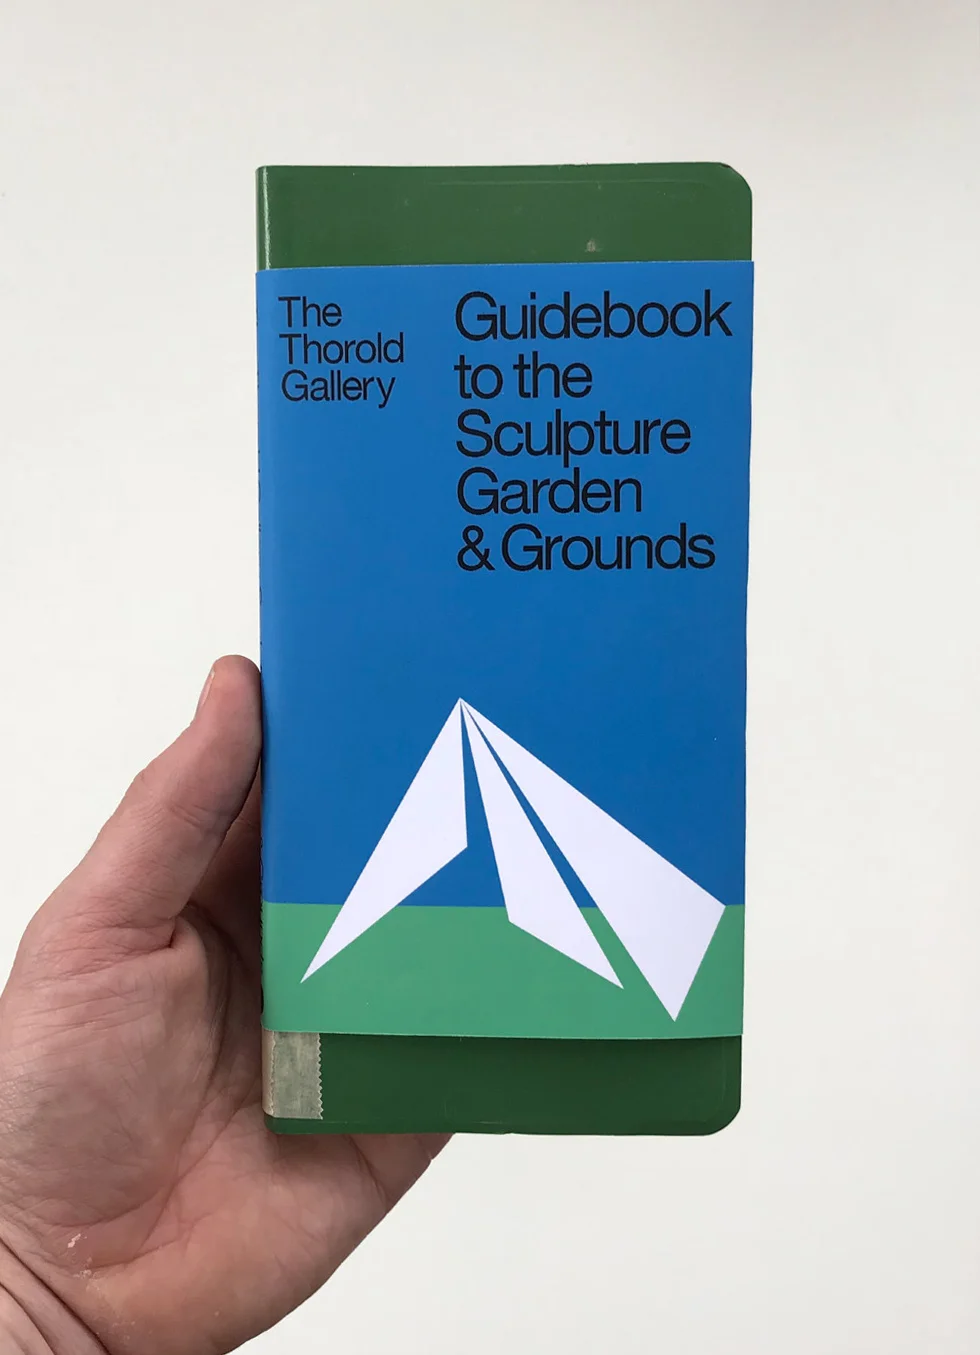 The
Thorold
Gallery
Guidebook
to the
Sculpture
Garden
& Grounds